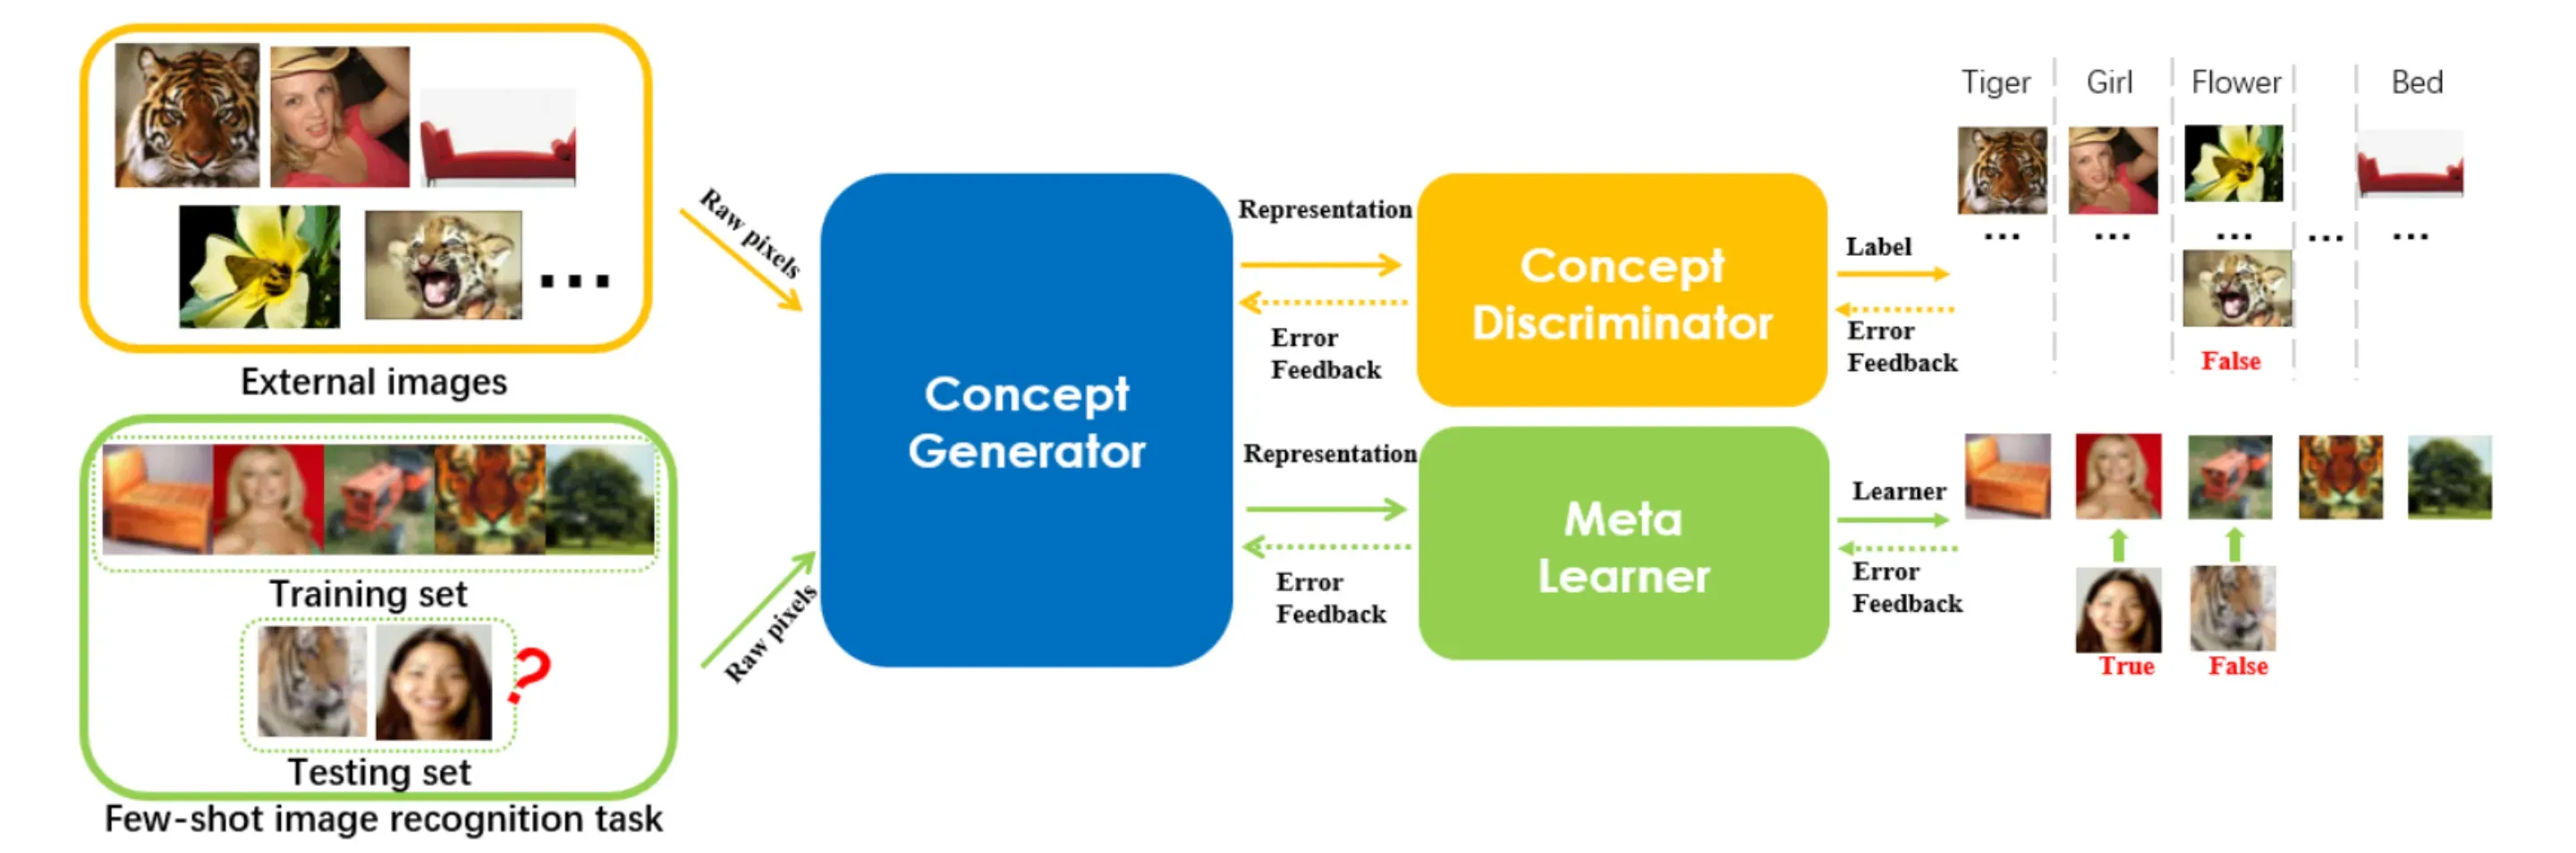 External images
Training set
Testing set
?
Few-shot image recognition task
Raw pixels
Raw pixels
Concept
Generator
Representation
Error
Feedback
Representation
Error
Feedback
Concept
Discriminator
Meta
Learner
Label
Error
Feedback
Learner
Error
Feedback
Tiger
Girl
Flower
Bed
...
...
...
...
...
False
True
False